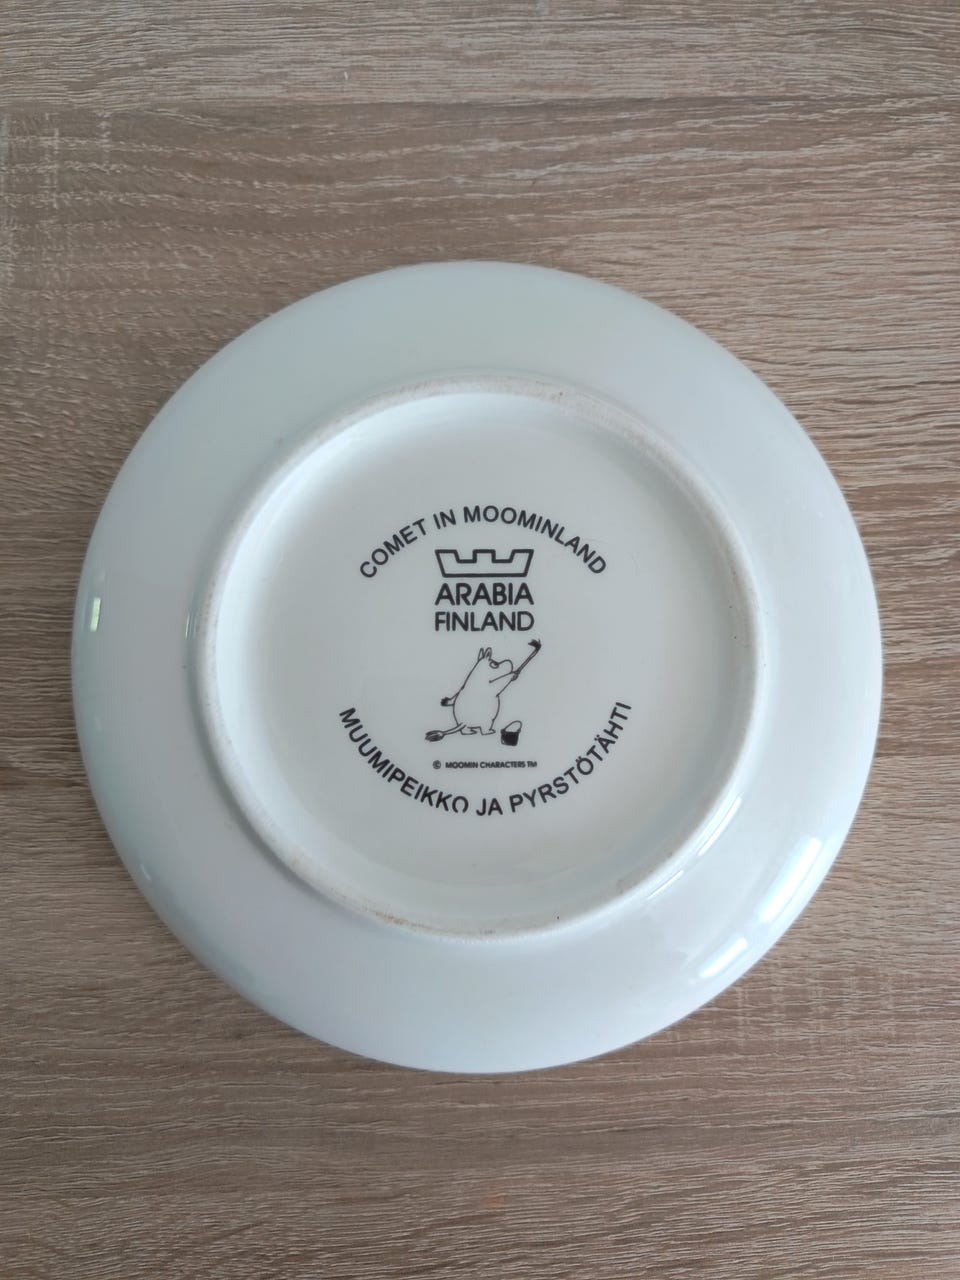 COMET IN MOOMINLAND
ARABIA
FINLAND
© MOOMIN CHARACTERS TM
MUUMIPEIKKO JA PYRSTÖTÄHTI